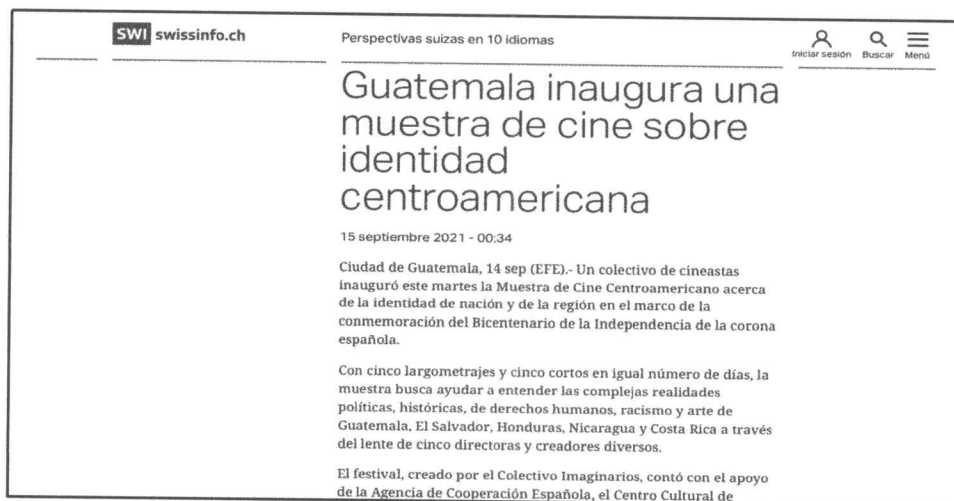 SWI swissinfo.ch
Perspectivas suizas en 10 idiomas
Iniciar sesión Buscar Menú
Guatemala inaugura una
muestra de cine sobre
identidad
centroamericana
15 septiembre 2021 - 00:34
Ciudad de Guatemala, 14 sep (EFE).- Un colectivo de cineastas
inauguró este martes la Muestra de Cine Centroamericano acerca
de la identidad de nación y de la región en el marco de la
conmemoración del Bicentenario de la Independencia de la corona
española.
Con cinco largometrajes y cinco cortos en igual número de días, la
muestra busca ayudar a entender las complejas realidades
políticas, históricas, de derechos humanos, racismo y arte de
Guatemala, El Salvador, Honduras, Nicaragua y Costa Rica a través
del lente de cinco directoras y creadores diversos.
El festival, creado por el Colectivo Imaginarios, contó con el apoyo
de la Agencia de Cooperación Española, el Centro Cultural de